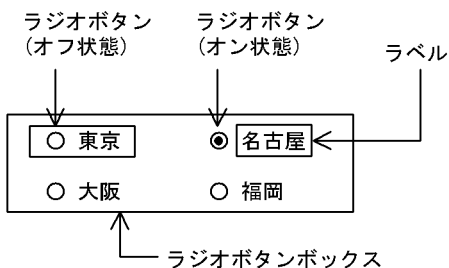 ラジオボタン
(オフ状態)
ラジオボタン
(オン状態)
ラベル
東京
名古屋
大阪
福岡
ラジオボタンボックス